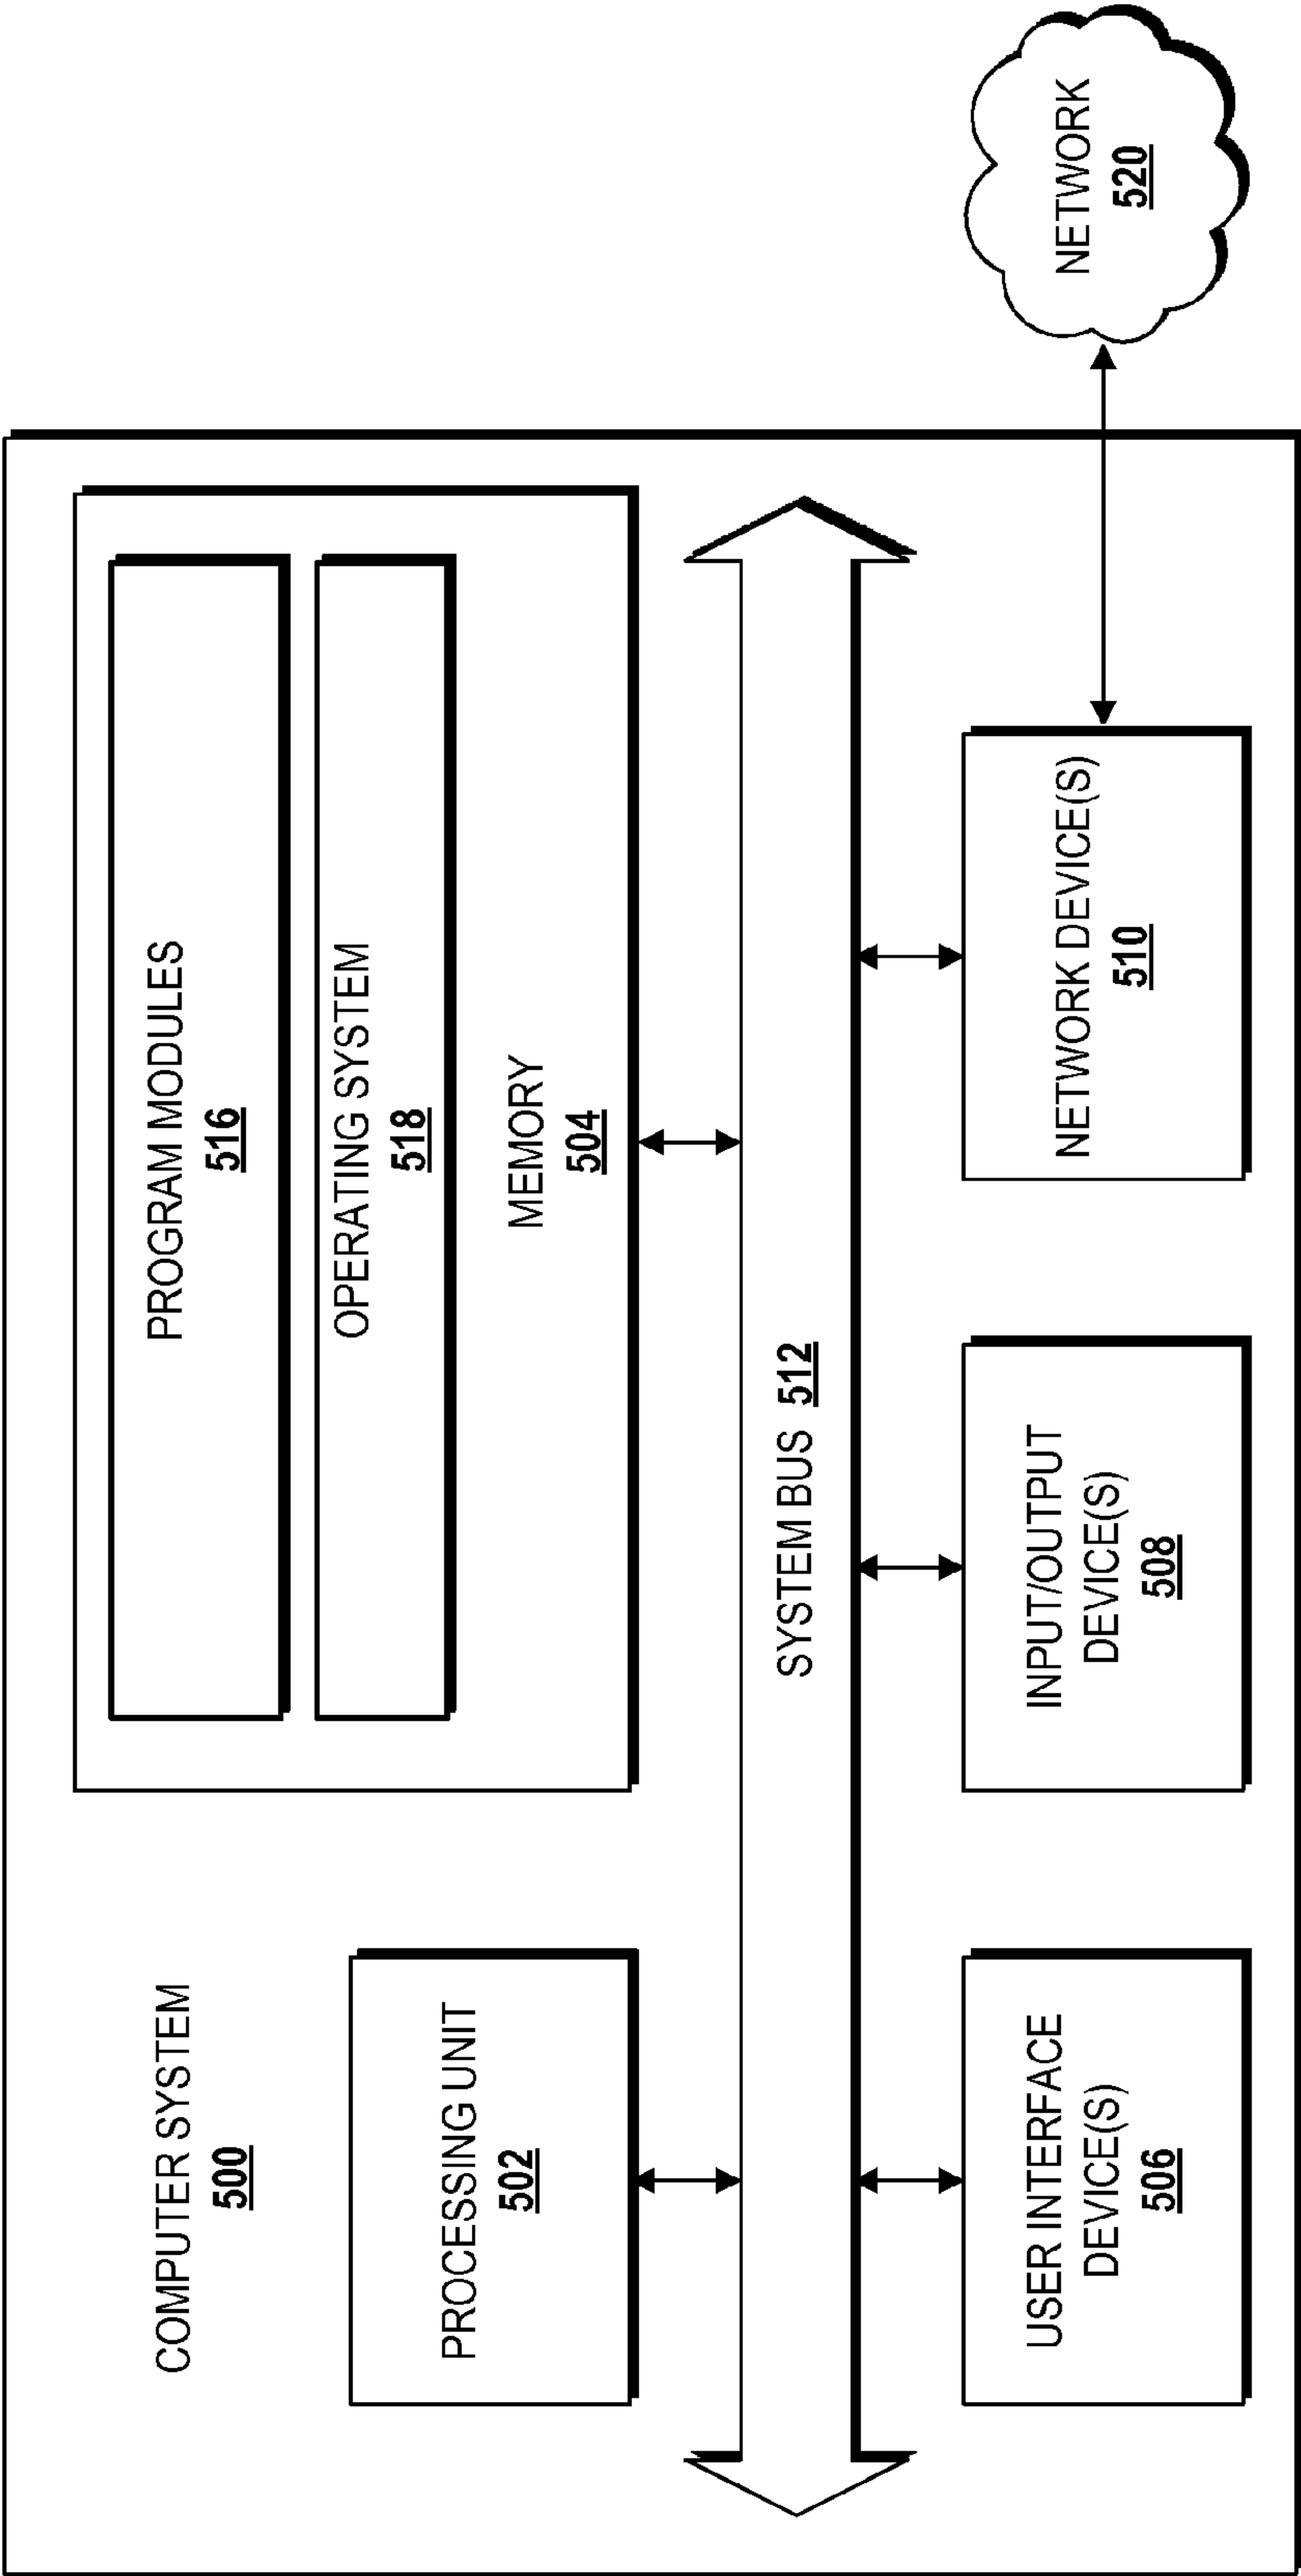 COMPUTER SYSTEM
500
PROCESSING UNIT
502
PROGRAM MODULES
516
OPERATING SYSTEM
518
MEMORY
504
SYSTEM BUS 512
USER INTERFACE
DEVICE(S)
506
INPUT/OUTPUT
DEVICE(S)
508
NETWORK DEVICE(S)
510
NETWORK
520